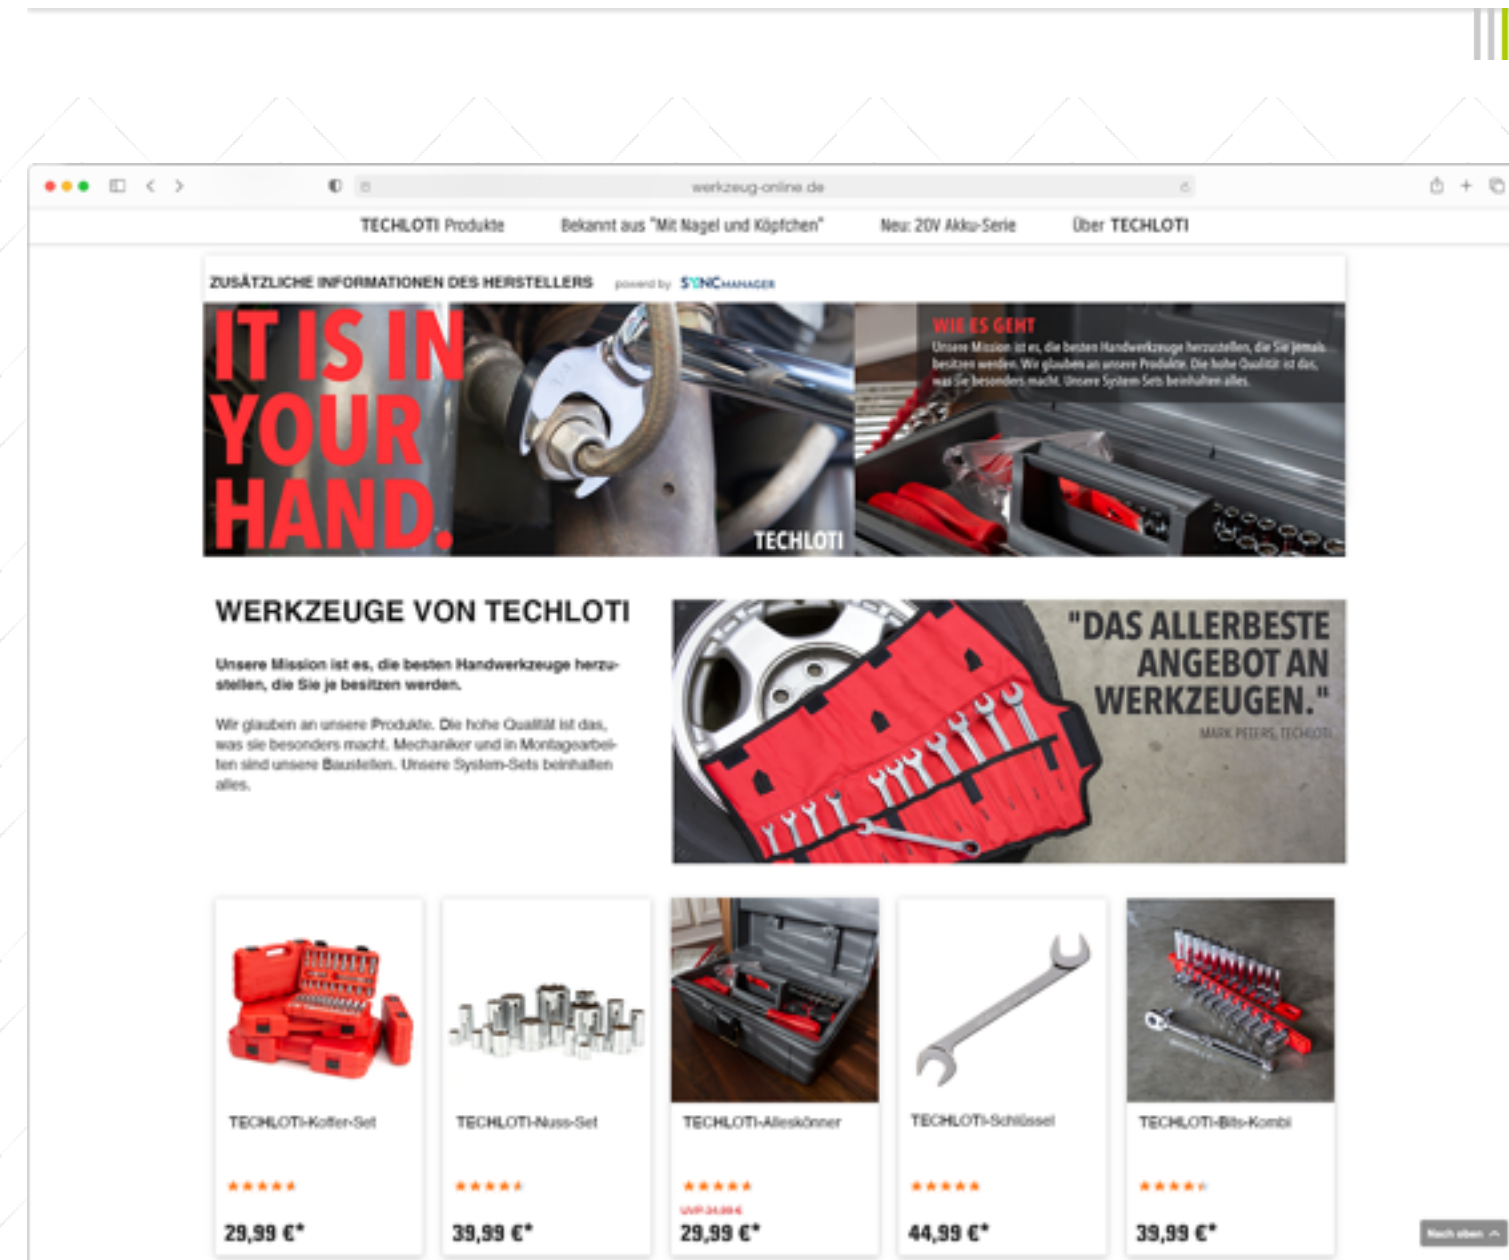 werkzeug-online.de
TECHLOTI Produkte
Bekannt aus "Mit Nagel und Köpfchen"
Neu: 20V Akku-Serie
Über TECHLOTI
ZUSÄTZLICHE INFORMATIONEN DES HERSTELLERS
powerd by SYNCMANAGER
IT IS IN
YOUR
HAND.
TECHLOTI
WIE ES GEHT
Unsere Mission ist es, die besten Handwerkzeuge herzustellen, die Sie jemals
besitzen werden. Wir glauben an unsere Produkte. Die hohe Qualität ist das,
was sie besonders macht. Unsere System Sets beinhalten alles.
WERKZEUGE VON TECHLOTI
Unsere Mission ist es, die besten Handwerkzeuge herzu-
stellen, die Sie je besitzen werden.
Wir glauben an unsere Produkte. Die hohe Qualität ist das,
was sie besonders macht. Mechaniker und in Montagearbei-
ten sind unsere Baustellen. Unsere System-Sets beinhalten
alles.
"DAS ALLERBESTE
ANGEBOT AN
WERKZEUGEN."
MARK PETERS, TECHLOTI
TECHLOTI-Koffer-Set
29,99 €*
TECHLOTI-Nuss-Set
39,99 €*
TECHLOTI-Alleskönner
UVP 34,99 €
29,99 €*
TECHLOTI-Schlüssel
44,99 €*
TECHLOTI-Bits-Kombi
39,99 €*
Nach oben